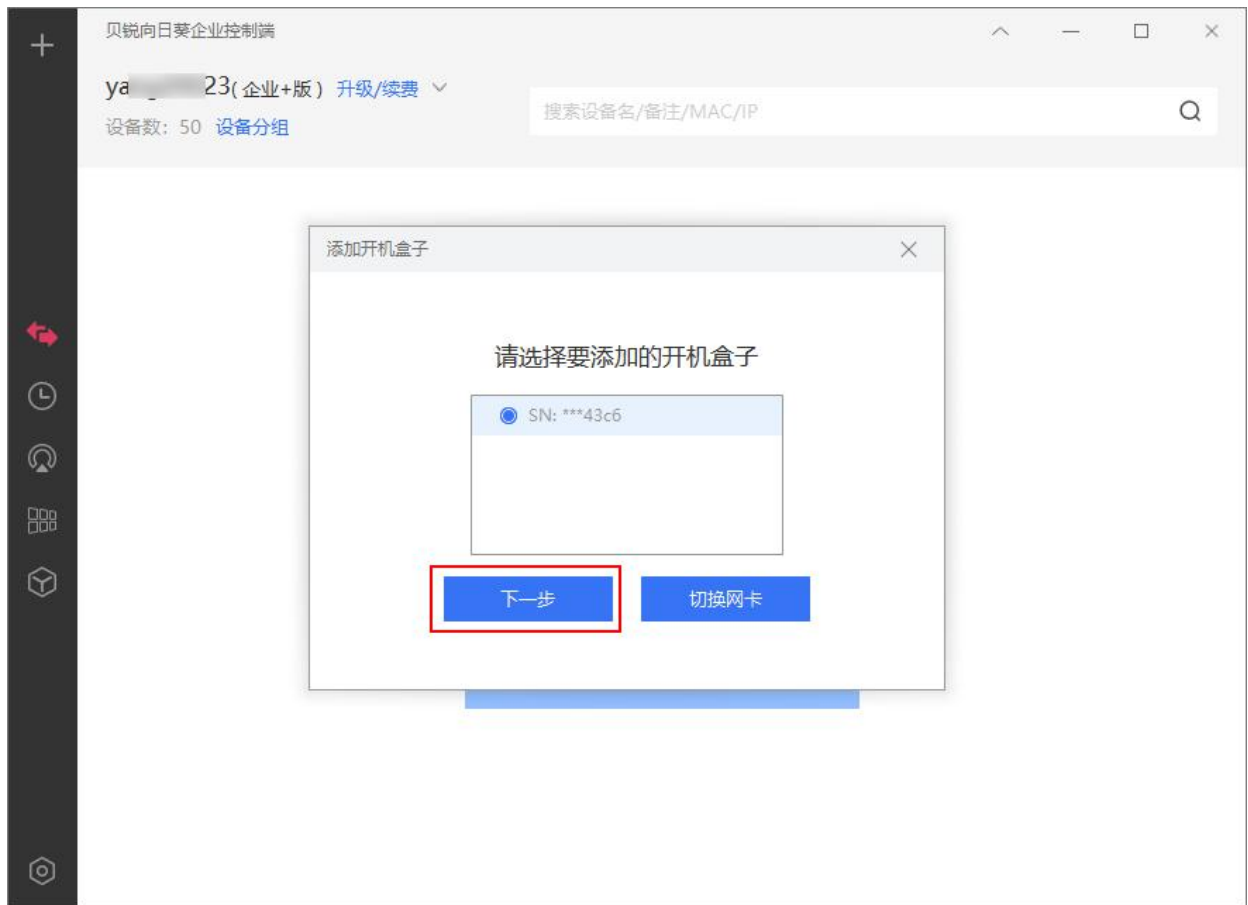 贝锐向日葵企业控制端
ya 23(企业+版) 升级/续费
设备数: 50 设备分组
搜索设备名/备注/MAC/IP
添加开机盒子
请选择要添加的开机盒子
SN: ***43c6
下一步
切换网卡